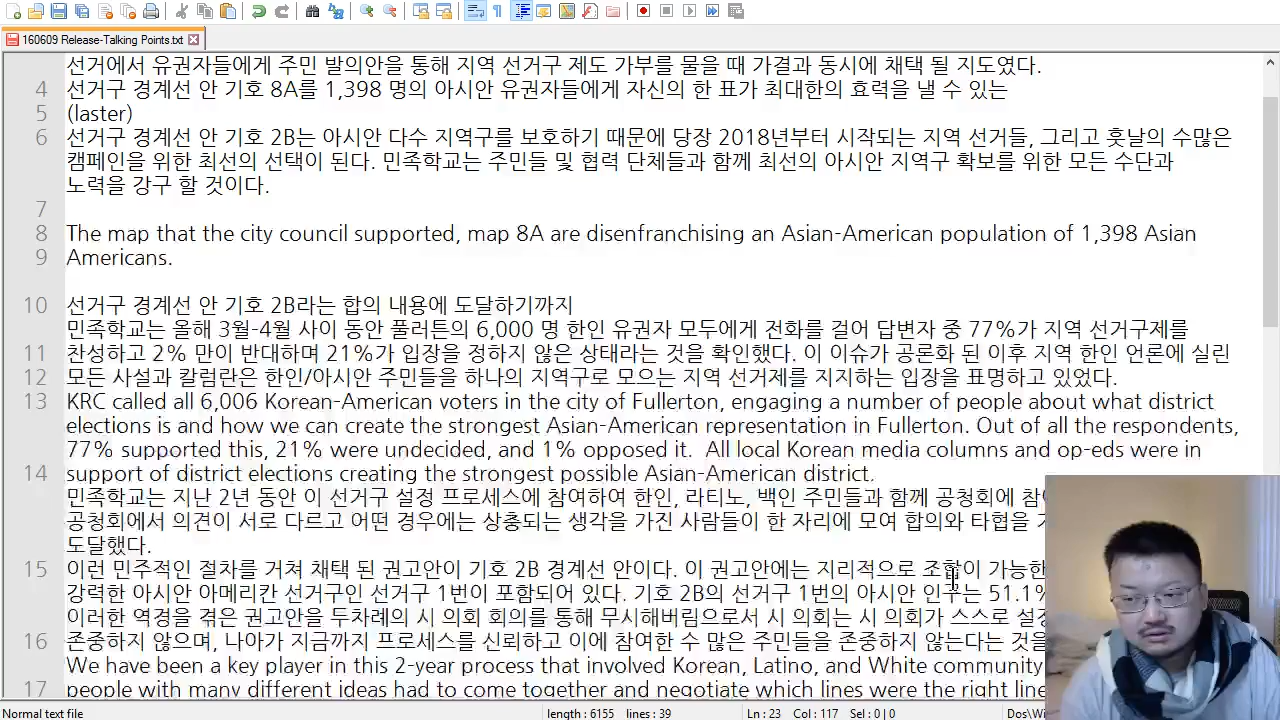 160609 Release-Talking Points.txt
선거에서 유권자들에게 주민 발의안을 통해 지역 선거구 제도 가부를 물을 때 가결과 동시에 채택 될 지도였다.
4 선거구 경계선 안 기호 8A를 1,398 명의 아시안 유권자들에게 자신의 한 표가 최대한의 효력을 낼 수 있는
5 (laster)
6 선거구 경계선 안 기호 2B는 아시안 다수 지역구를 보호하기 때문에 당장 2018년부터 시작되는 지역 선거들, 그리고 훗날의 수많은
캠페인을 위한 최선의 선택이 된다. 민족학교는 주민들 및 협력 단체들과 함께 최선의 아시안 지역구 확보를 위한 모든 수단과
노력을 강구 할 것이다.
7
8 The map that the city council supported, map 8A are disenfranchising an Asian-American population of 1,398 Asian
9 Americans.
10 선거구 경계선 안 기호 2B라는 합의 내용에 도달하기까지
민족학교는 올해 3월-4월 사이 동안 풀러튼의 6,000 명 한인 유권자 모두에게 전화를 걸어 답변자 중 77%가 지역 선거구제를
11 찬성하고 2% 만이 반대하며 21%가 입장을 정하지 않은 상태라는 것을 확인했다. 이 이슈가 공론화 된 이후 지역 한인 언론에 실린
12 모든 사설과 칼럼란은 한인/아시안 주민들을 하나의 지역구로 모으는 지역 선거제를 지지하는 입장을 표명하고 있었다.
13 KRC called all 6,006 Korean-American voters in the city of Fullerton, engaging a number of people about what district
elections is and how we can create the strongest Asian-American representation in Fullerton. Out of all the respondents,
77% supported this, 21% were undecided, and 1% opposed it.  All local Korean media columns and op-eds were in
14 support of district elections creating the strongest possible Asian-American district.
민족학교는 지난 2년 동안 이 선거구 설정 프로세스에 참여하여 한인, 라티노, 백인 주민들과 함께 공청회에
공청회에서 의견이 서로 다르고 어떤 경우에는 상충되는 생각을 가진 사람들이 한 자리에 모여 합의와 타협을
도달했다.
15 이런 민주적인 절차를 거쳐 채택 된 권고안이 기호 2B 경계선 안이다. 이 권고안에는 지리적으로 조합이 가능한
강력한 아시안 아메리칸 선거구인 선거구 1번이 포함되어 있다. 기호 2B의 선거구 1번의 아시안 인구는 51.1%
이러한 역경을 겪은 권고안을 두차례의 시 의회 회의를 통해 무시해버림으로서 시 의회는 시 의회가 스스로
16 존중하지 않으며, 나아가 지금까지 프로세스를 신뢰하고 이에 참여한 수 많은 주민들을 존중하지 않는다는 것을
We have been a key player in this 2-year process that involved Korean, Latino, and White community
17 people with many different ideas had to come together and negotiate which lines were the right
Normal text file length : 6155 lines : 39 Ln : 23 Col : 117 Sel : 0 | 0 Dos\Wi